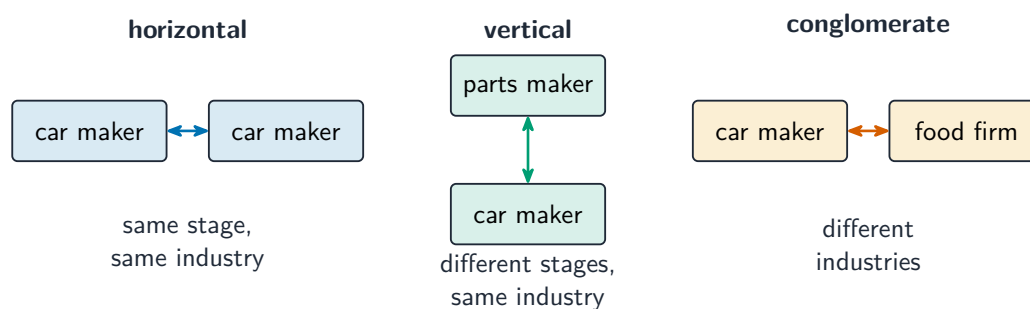 horizontal
car maker
car maker
same stage,
same industry
vertical
parts maker
car maker
different stages,
same industry
conglomerate
car maker
food firm
different
industries